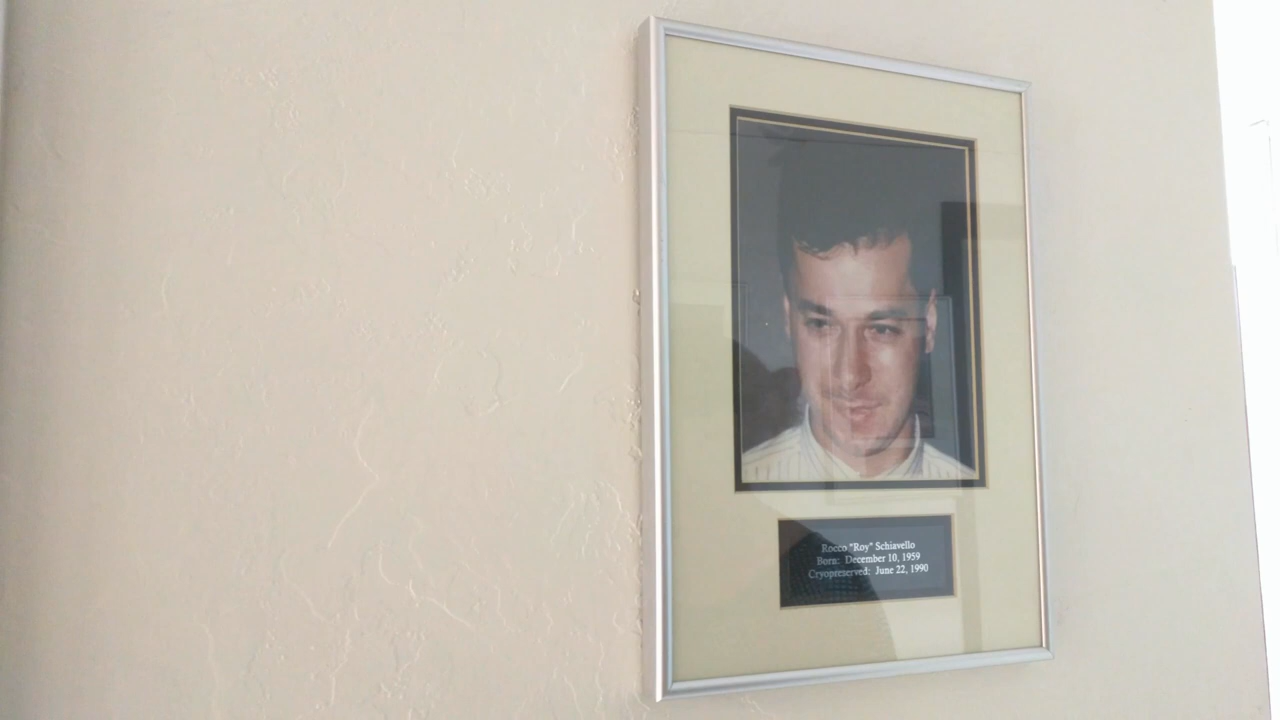 Rocco "Roy" Schiavello
Born: December 10, 1959
Cryopreserved: June 22, 1990